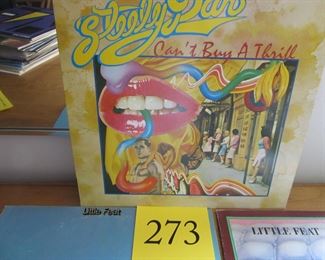 Steely Dan
Can't Buy A Thrill
Little Feat
273
LITTLE FEAT